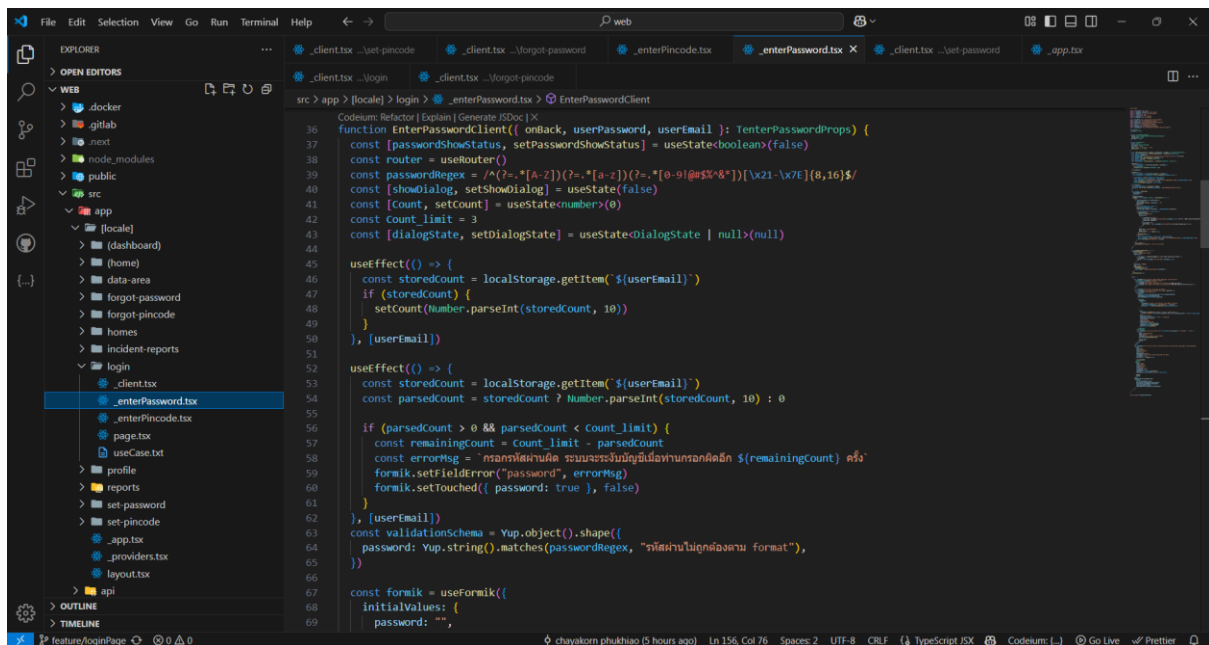 File Edit Selection View Go Run Terminal Help
web
EXPLORER
_client.tsx ...\set-pincode
_client.tsx ...\forgot-password
_enterPincode.tsx
_enterPassword.tsx
_client.tsx ...\set-password
_app.tsx
OPEN EDITORS
_client.tsx ...\login
_client.tsx ...\forgot-pincode
WEB
src > app > [locale] > login > _enterPassword.tsx > EnterPasswordClient
.docker
.gitlab
.next
node_modules
public
src
app
[locale]
(dashboard)
(home)
data-area
forgot-password
forgot-pincode
homes
incident-reports
login
_client.tsx
_enterPassword.tsx
_enterPincode.tsx
page.tsx
useCase.txt
profile
reports
set-password
set-pincode
_app.tsx
_providers.tsx
layout.tsx
api
OUTLINE
TIMELINE
Codeium: Refactor | Explain | Generate JSDoc | X
36 function EnterPasswordClient({ onBack, userPassword, userEmail }: TenterPasswordProps) {
37 const [passwordShowStatus, setPasswordShowStatus] = useState<boolean>(false)
38 const router = useRouter()
39 const passwordRegex = /^(?=.*[A-Z])(?=.*[a-z])(?=.*[0-9!@#$%^&*])[\x21-\x7E]{8,16}$/
40 const [showDialog, setShowDialog] = useState(false)
41 const [Count, setCount] = useState<number>(0)
42 const Count_limit = 3
43 const [dialogState, setDialogState] = useState<DialogState | null>(null)
44
45 useEffect(() => {
46 const storedCount = localStorage.getItem(`${userEmail}`)
47 if (storedCount) {
48 setCount(Number.parseInt(storedCount, 10))
49 }
50 }, [userEmail])
51
52 useEffect(() => {
53 const storedCount = localStorage.getItem(`${userEmail}`)
54 const parsedCount = storedCount ? Number.parseInt(storedCount, 10) : 0
55
56 if (parsedCount > 0 && parsedCount < Count_limit) {
57 const remainingCount = Count_limit - parsedCount
58 const errorMsg = `กรอกรหัสผ่านผิด ระบบจะระงับบัญชีเมื่อท่านกรอกผิดอีก ${remainingCount} ครั้ง`
59 formik.setFieldError("password", errorMsg)
60 formik.setTouched({ password: true }, false)
61 }
62 }, [userEmail])
63 const validationSchema = Yup.object().shape({
64 password: Yup.string().matches(passwordRegex, "รหัสผ่านไม่ถูกต้องตาม format"),
65 })
66
67 const formik = useFormik({
68 initialValues: {
69 password: "",
feature/loginPage 0 0 chayakorn phukhiao (5 hours ago) Ln 156, Col 76 Spaces: 2 UTF-8 CRLF TypeScript JSX Codeium: {...} Go Live Prettier